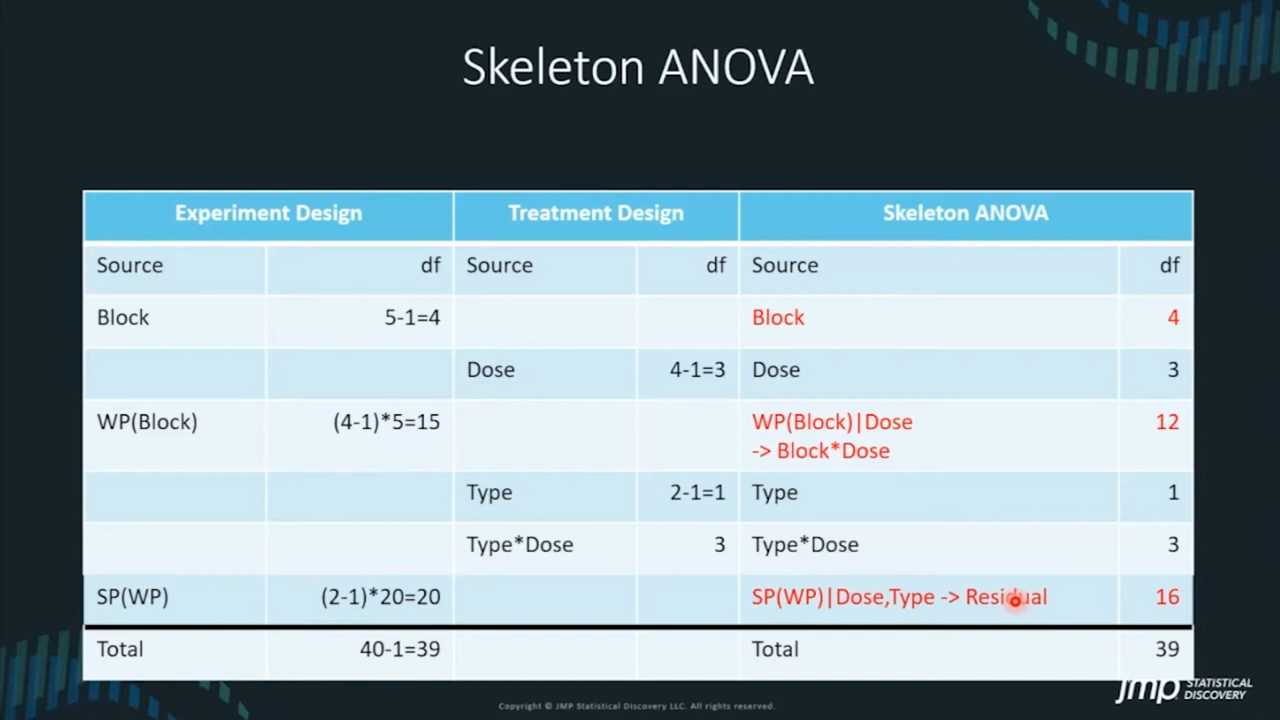 Skeleton ANOVA
Experiment Design Treatment Design Skeleton ANOVA
Source df Source df Source df
Block 5-1=4 Block 4
Dose 4-1=3 Dose 3
WP(Block) (4-1)*5=15 WP(Block)|Dose 12
-> Block*Dose
Type 2-1=1 Type 1
Type*Dose 3 Type*Dose 3
SP(WP) (2-1)*20=20 SP(WP)|Dose,Type -> Residual 16
Total 40-1=39 Total 39
jmp STATISTICAL
DISCOVERY
Copyright © JMP Statistical Discovery LLC. All rights reserved.